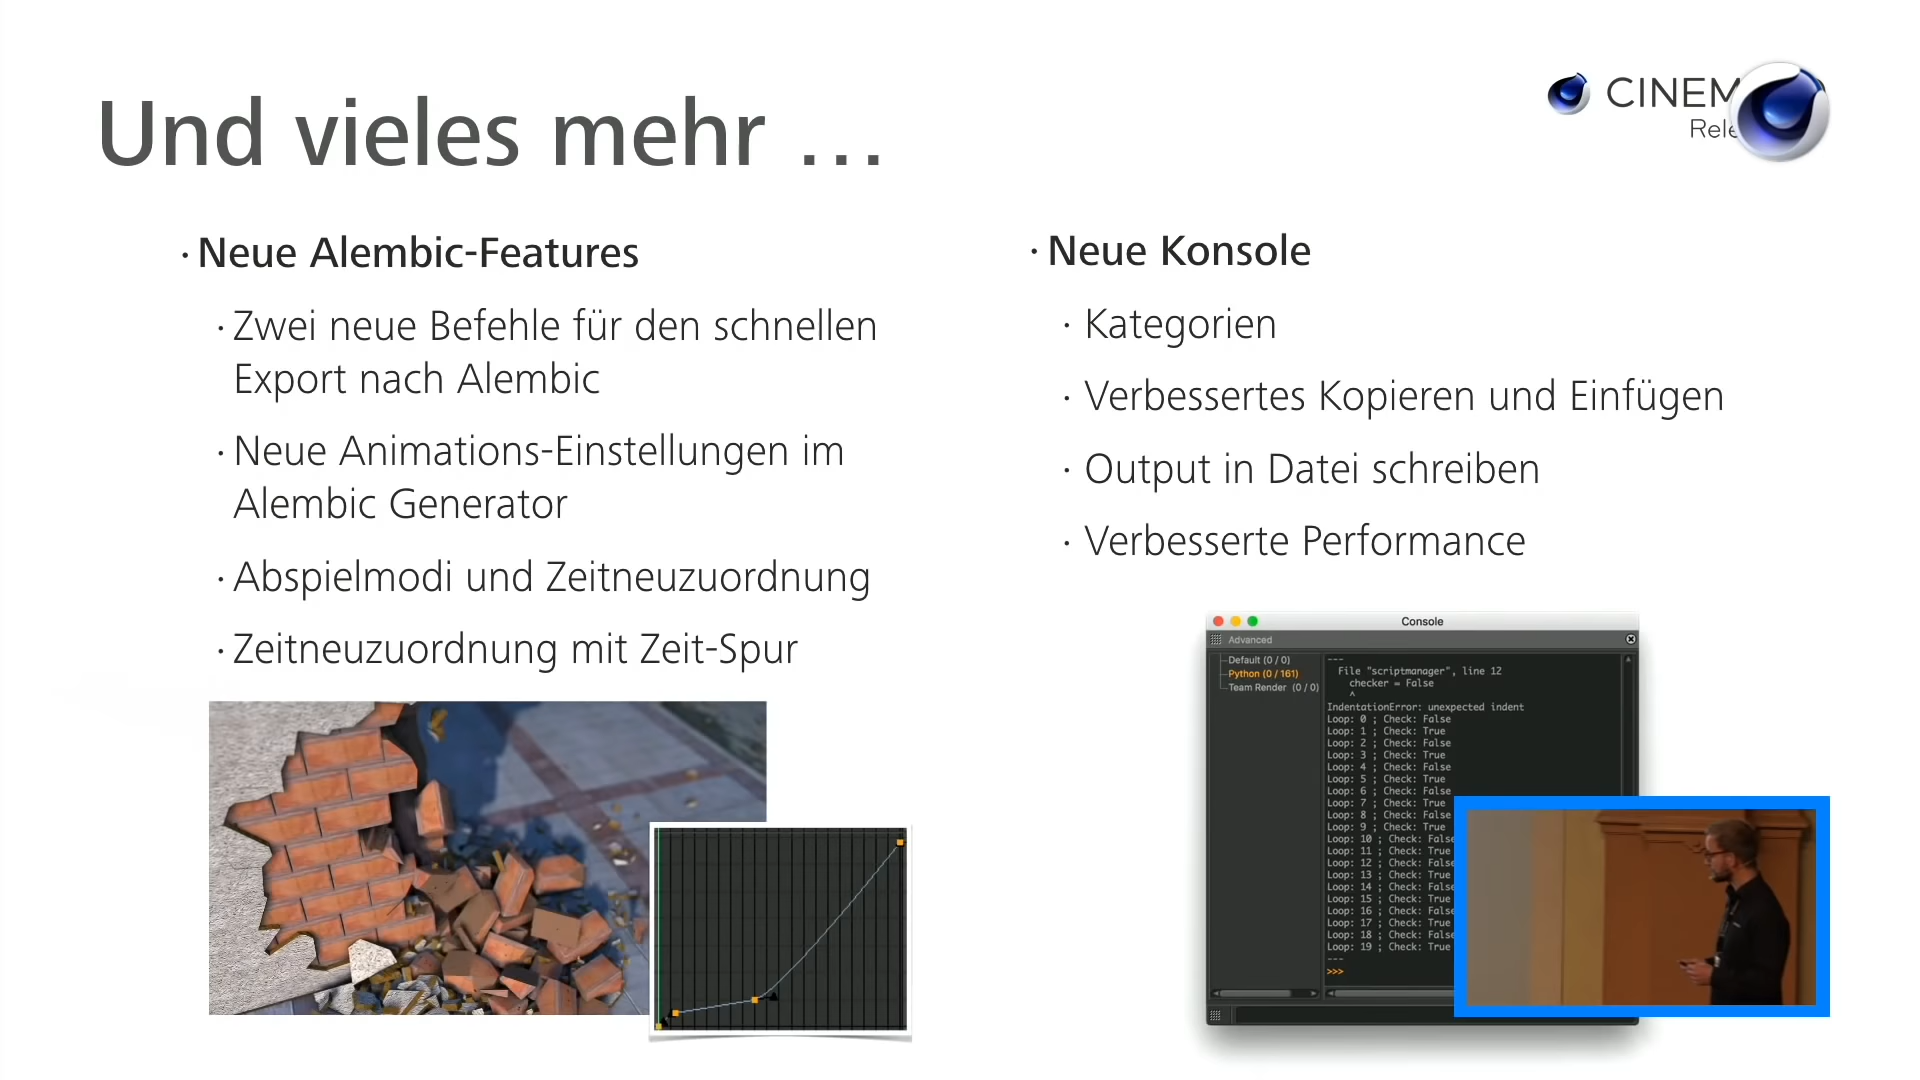 Und vieles mehr ...
CINEM
Rele
· Neue Alembic-Features
· Zwei neue Befehle für den schnellen
Export nach Alembic
· Neue Animations-Einstellungen im
Alembic Generator
· Abspielmodi und Zeitneuzuordnung
· Zeitneuzuordnung mit Zeit-Spur
· Neue Konsole
· Kategorien
· Verbessertes Kopieren und Einfügen
· Output in Datei schreiben
· Verbesserte Performance
Console
Advanced
Default (0 / 0)
Python (0 / 161)
Team Render (0 / 0)
---
File "scriptmanager", line 12
checker = False
^
IndentationError: unexpected indent
Loop: 0 ; Check: False
Loop: 1 ; Check: True
Loop: 2 ; Check: False
Loop: 3 ; Check: True
Loop: 4 ; Check: False
Loop: 5 ; Check: True
Loop: 6 ; Check: False
Loop: 7 ; Check: True
Loop: 8 ; Check: False
Loop: 9 ; Check: True
Loop: 10 ; Check: False
Loop: 11 ; Check: True
Loop: 12 ; Check: False
Loop: 13 ; Check: True
Loop: 14 ; Check: False
Loop: 15 ; Check: True
Loop: 16 ; Check: False
Loop: 17 ; Check: True
Loop: 18 ; Check: False
Loop: 19 ; Check: True
---
>>>